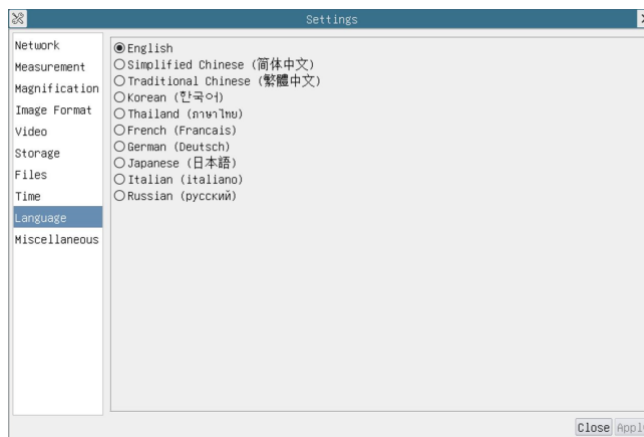 Settings
Network
Measurement
Magnification
Image Format
Video
Storage
Files
Time
Language
Miscellaneous
English
Simplified Chinese (简体中文)
Traditional Chinese (繁體中文)
Korean (한국어)
Thailand (ภาษาไทย)
French (Francais)
German (Deutsch)
Japanese (日本語)
Italian (italiano)
Russian (русский)
Close